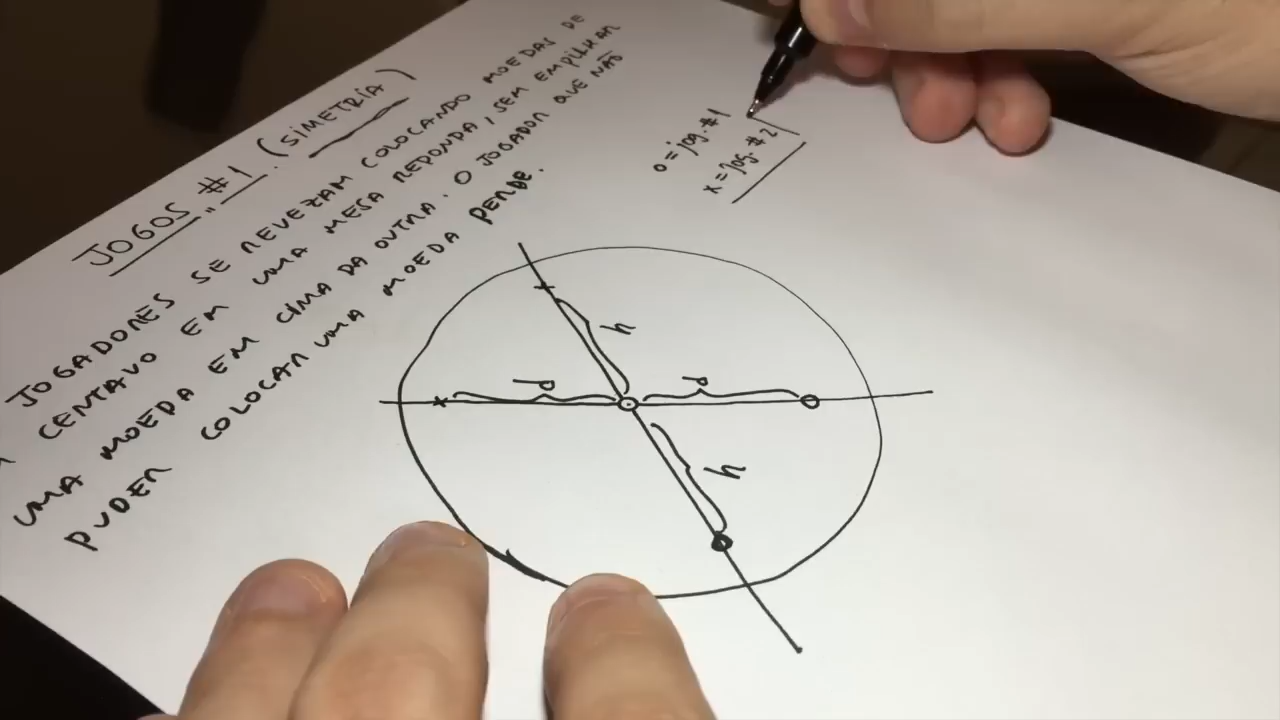 JOGOS #1. (SIMETRIA)
JOGADORES SE REVEZAM COLOCANDO MOEDAS DE
CENTAVO EM UMA MESA REDONDA, SEM EMPILHAR
UMA MOEDA EM CIMA DA OUTRA. O JOGADOR QUE NÃO
PUDER COLOCAR UMA MOEDA PERDE.
o = jog. #1
x = jog. #2
h
d
d
h